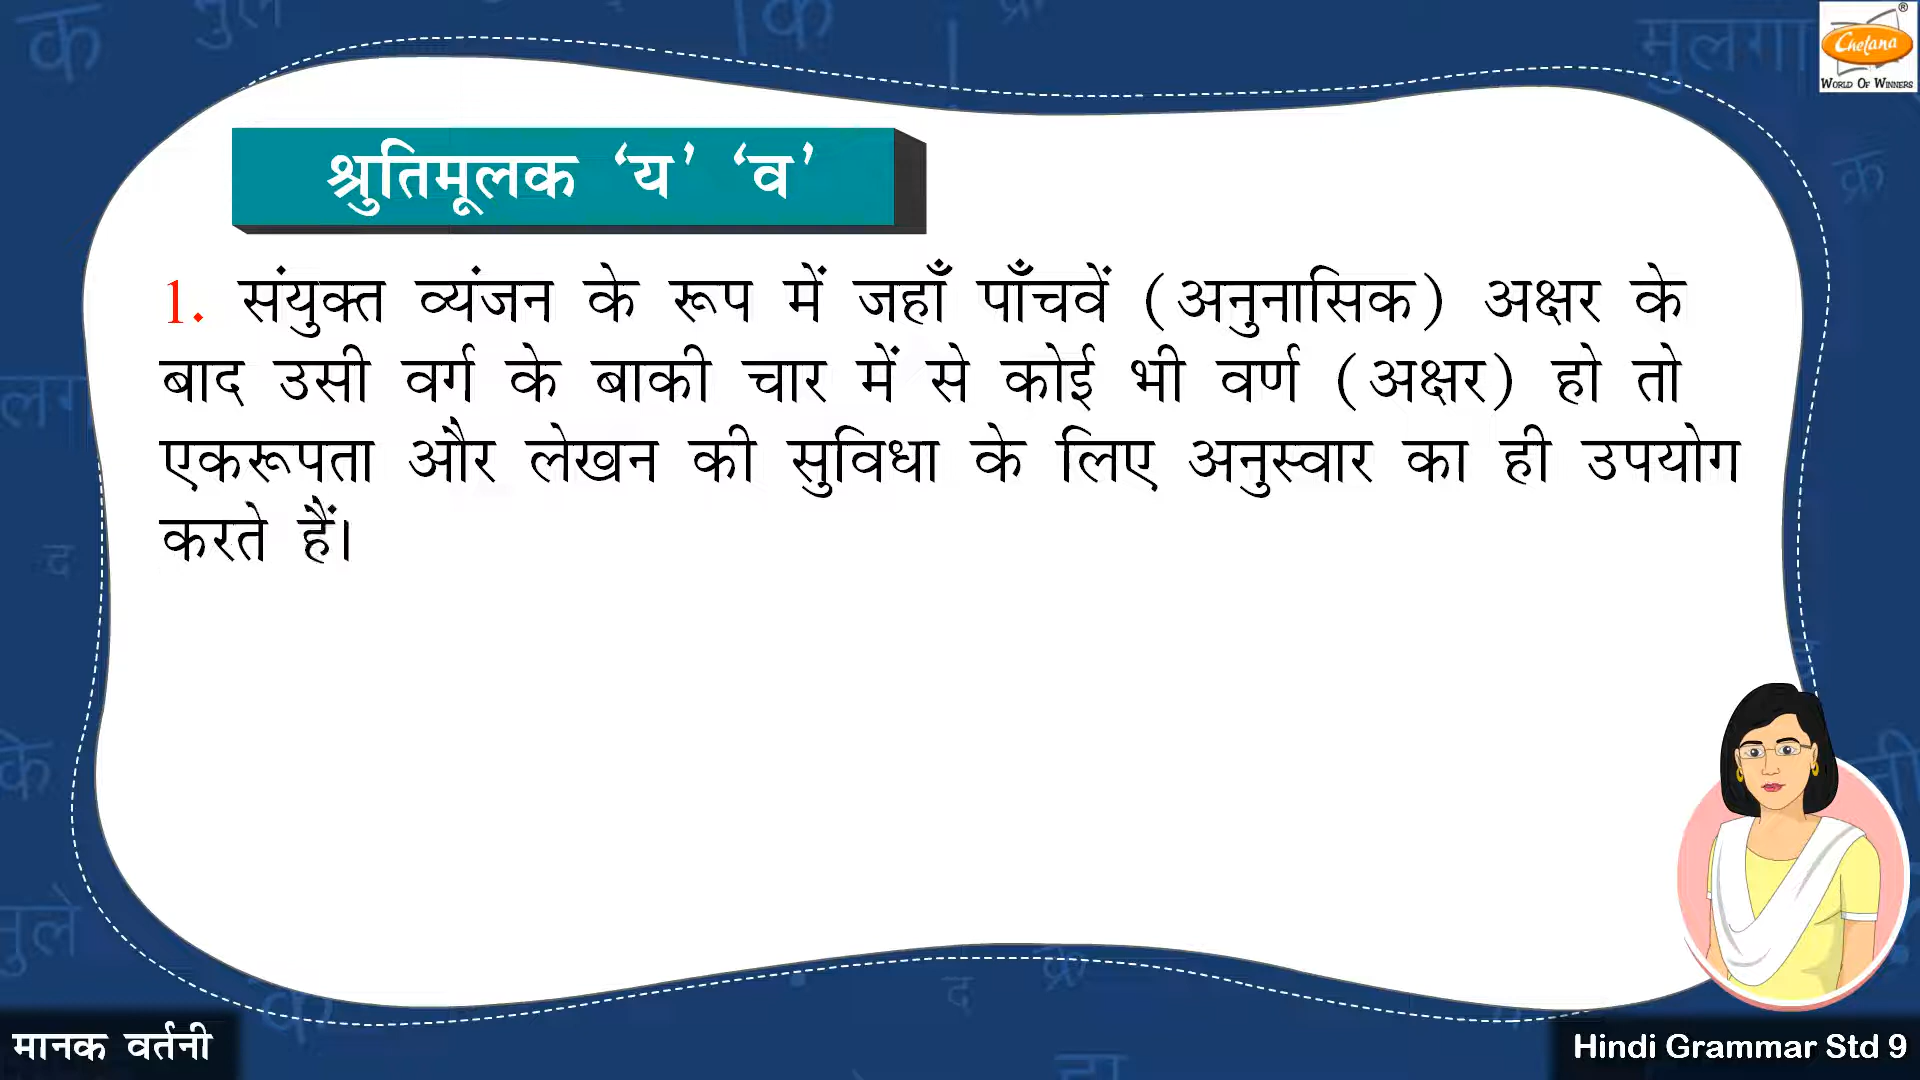 Chetana
®
WORLD OF WINNERS
श्रुतिमूलक ‘य’ ‘व’
1. संयुक्त व्यंजन के रूप में जहाँ पाँचवें (अनुनासिक) अक्षर के
बाद उसी वर्ग के बाकी चार में से कोई भी वर्ण (अक्षर) हो तो
एकरूपता और लेखन की सुविधा के लिए अनुस्वार का ही उपयोग
करते हैं।
मानक वर्तनी
Hindi Grammar Std 9